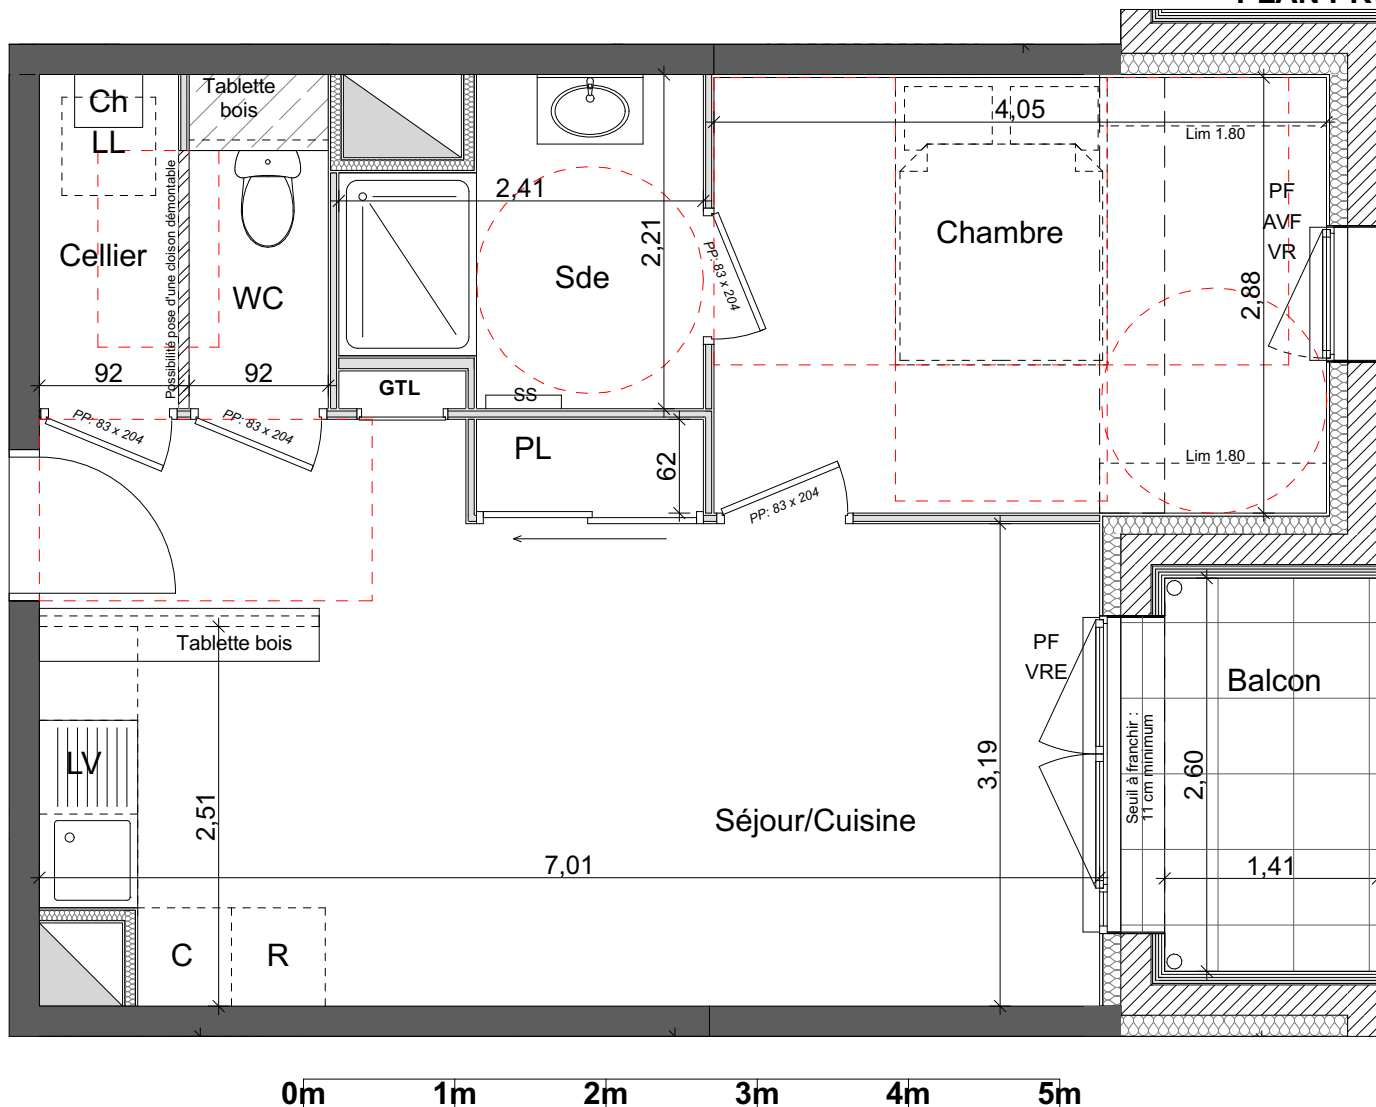 Ch
LL
Tablette
bois
Cellier
Possibilité pose d'une cloison démontable
WC
92
92
PP: 83 x 204
PP: 83 x 204
GTL
2,41
2,21
Sde
SS
PL
62
PP: 83 x 204
4,05
Lim 1.80
Chambre
PF
AVF
VR
2,88
Lim 1.80
PP: 83 x 204
Tablette bois
LV
2,51
C
R
7,01
Séjour/Cuisine
3,19
PF
VRE
Seuil à franchir :
11 cm minimum
Balcon
2,60
1,41
0m
1m
2m
3m
4m
5m